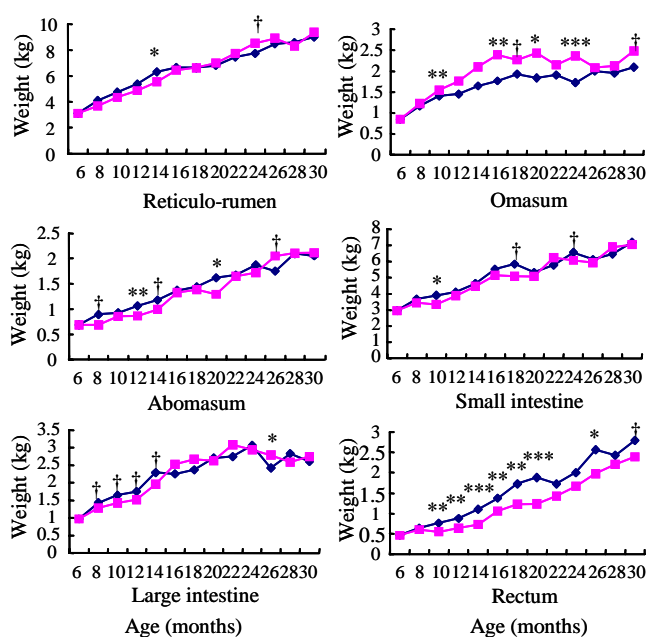 Weight (kg)
10
8
6
4
2
0
* †
6 8 10 12 14 16 18 20 22 24 26 28 30
Reticulo-rumen
Weight (kg)
3
2.5
2
1.5
1
0.5
0
** ** † * *** †
6 8 10 12 14 16 18 20 22 24 26 28 30
Omasum
Weight (kg)
2.5
2
1.5
1
0.5
0
† ** † * †
6 8 10 12 14 16 18 20 22 24 26 28 30
Abomasum
Weight (kg)
7
6
5
4
3
2
1
0
* † †
6 8 10 12 14 16 18 20 22 24 26 28 30
Small intestine
Weight (kg)
3.5
3
2.5
2
1.5
1
0.5
0
† † † † *
6 8 10 12 14 16 18 20 22 24 26 28 30
Large intestine
Age (months)
Weight (kg)
3
2.5
2
1.5
1
0.5
0
** ** *** ** ** *** * †
6 8 10 12 14 16 18 20 22 24 26 28 30
Rectum
Age (months)